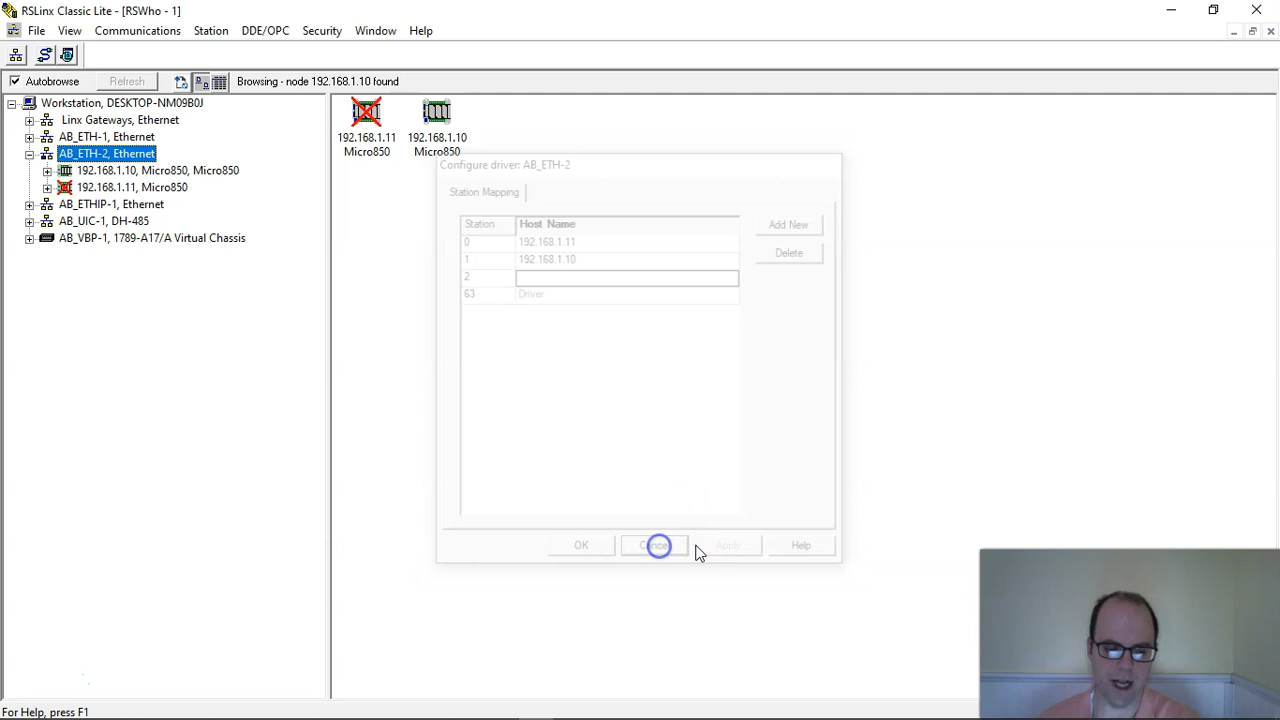 RSLinx Classic Lite - [RSWho - 1]
File View Communications Station DDE/OPC Security Window Help
Autobrowse Refresh Browsing - node 192.168.1.10 found
Workstation, DESKTOP-NM09B0J
Linx Gateways, Ethernet
AB_ETH-1, Ethernet
AB_ETH-2, Ethernet
192.168.1.10, Micro850, Micro850
192.168.1.11, Micro850
AB_ETHIP-1, Ethernet
AB_UIC-1, DH-485
AB_VBP-1, 1789-A17/A Virtual Chassis
192.168.1.11 192.168.1.10
Micro850 Micro850
Configure driver: AB_ETH-2
Station Mapping
Station Host Name Add New
0 192.168.1.11
1 192.168.1.10 Delete
2
63 Driver
OK Cancel Apply Help
For Help, press F1